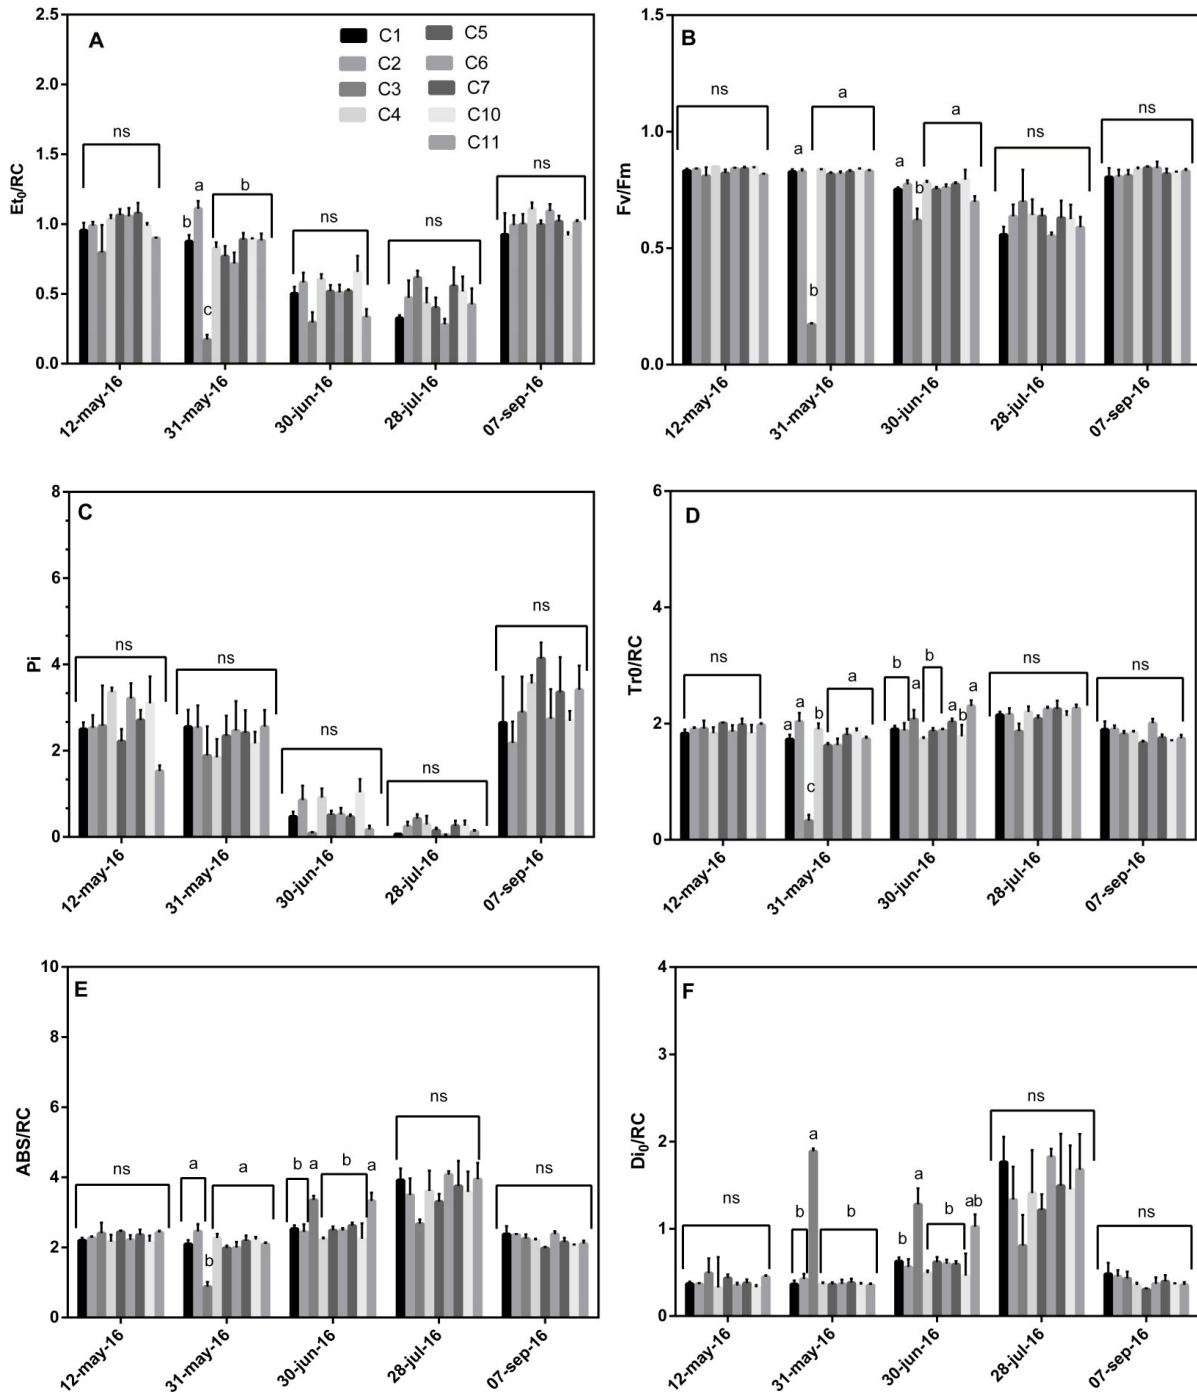 A
Et0/RC
2.5
2.0
1.5
1.0
0.5
0.0
C1
C2
C3
C4
C5
C6
C7
C10
C11
ns
b
a
c
b
ns
ns
ns
12-may-16
31-may-16
30-jun-16
28-jul-16
07-sep-16
B
Fv/Fm
1.5
1.0
0.5
0.0
ns
a
b
a
a
b
a
ns
ns
12-may-16
31-may-16
30-jun-16
28-jul-16
07-sep-16
C
Pi
8
6
4
2
0
ns
ns
ns
ns
ns
12-may-16
31-may-16
30-jun-16
28-jul-16
07-sep-16
D
Tr0/RC
6
4
2
0
ns
a
a
c
b
a
b
a
b
a
b
a
ns
ns
12-may-16
31-may-16
30-jun-16
28-jul-16
07-sep-16
E
ABS/RC
10
8
6
4
2
0
ns
a
b
a
b
a
b
a
ns
ns
12-may-16
31-may-16
30-jun-16
28-jul-16
07-sep-16
F
Di0/RC
4
3
2
1
0
ns
b
a
b
b
a
b
ab
ns
ns
12-may-16
31-may-16
30-jun-16
28-jul-16
07-sep-16